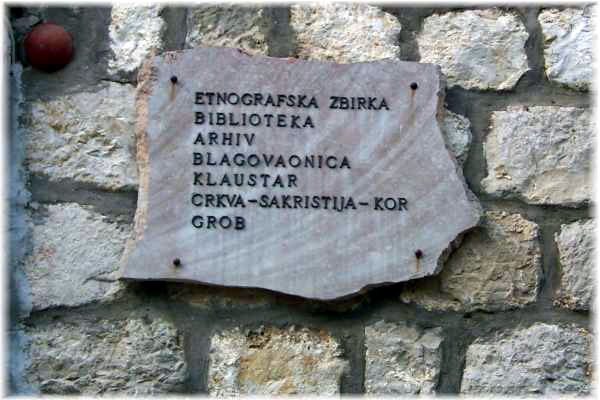 ETNOGRAFSKA ZBIRKA
BIBLIOTEKA
ARHIV
BLAGOVAONICA
KLAUSTAR
CRKVA-SAKRISTIJA-KOR
GROB